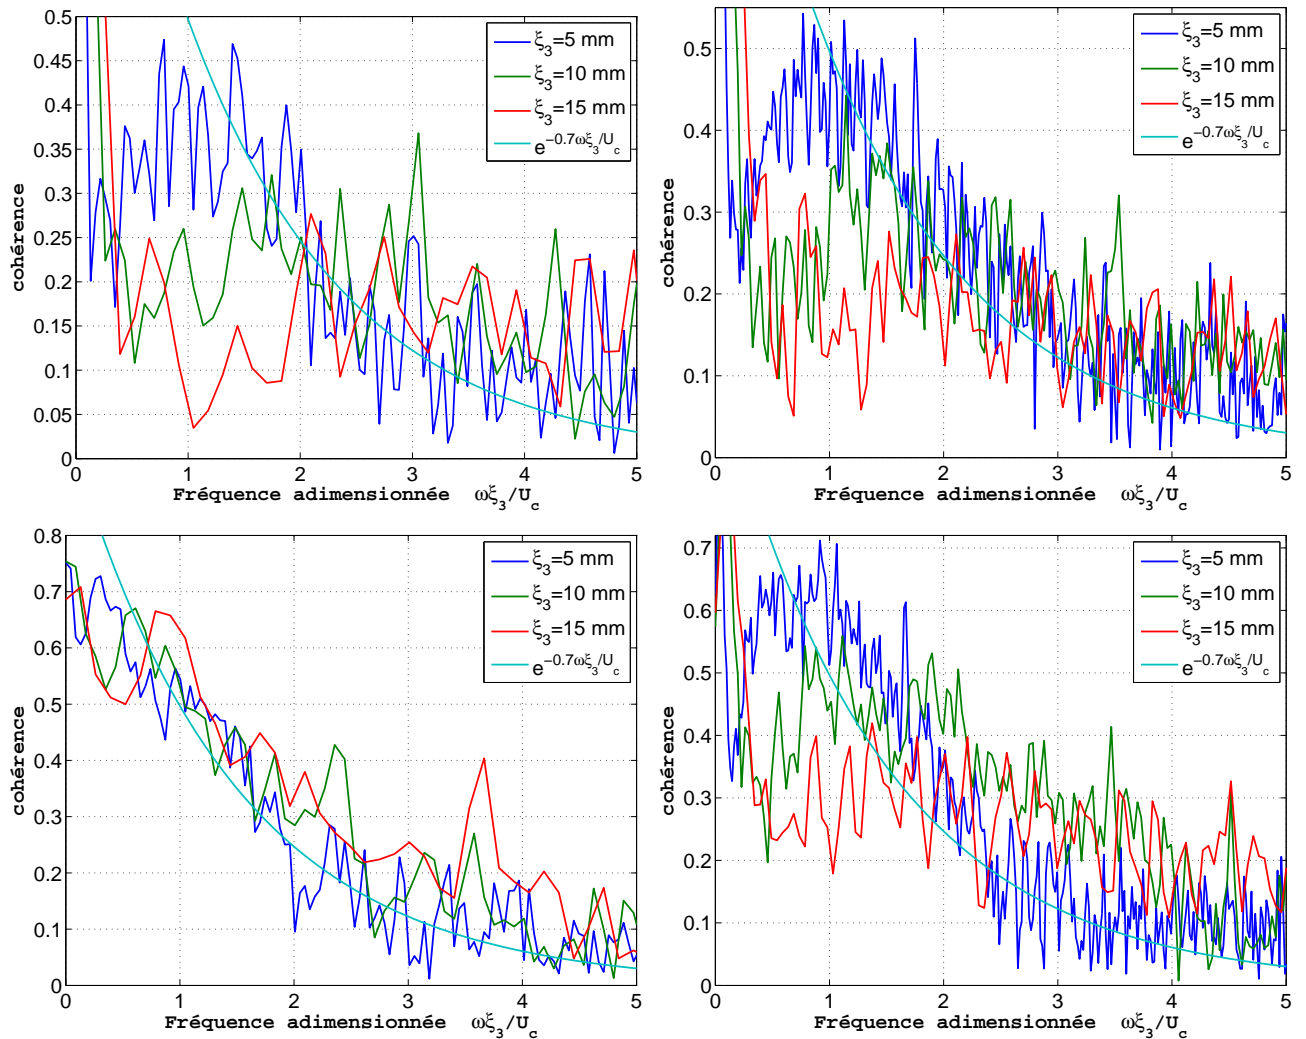 0.5
0.45
0.4
0.35
0.3
0.25
0.2
0.15
0.1
0.05
0
cohérence
0 1 2 3 4 5
Fréquence adimensionnée ωξ3/Uc
ξ3=5 mm
ξ3=10 mm
ξ3=15 mm
e−0.7ωξ3/Uc
0.5
0.4
0.3
0.2
0.1
0
cohérence
0 1 2 3 4 5
Fréquence adimensionnée ωξ3/Uc
ξ3=5 mm
ξ3=10 mm
ξ3=15 mm
e−0.7ωξ3/Uc
0.8
0.7
0.6
0.5
0.4
0.3
0.2
0.1
0
cohérence
0 1 2 3 4 5
Fréquence adimensionnée ωξ3/Uc
ξ3=5 mm
ξ3=10 mm
ξ3=15 mm
e−0.7ωξ3/Uc
0.7
0.6
0.5
0.4
0.3
0.2
0.1
0
cohérence
0 1 2 3 4 5
Fréquence adimensionnée ωξ3/Uc
ξ3=5 mm
ξ3=10 mm
ξ3=15 mm
e−0.7ωξ3/Uc